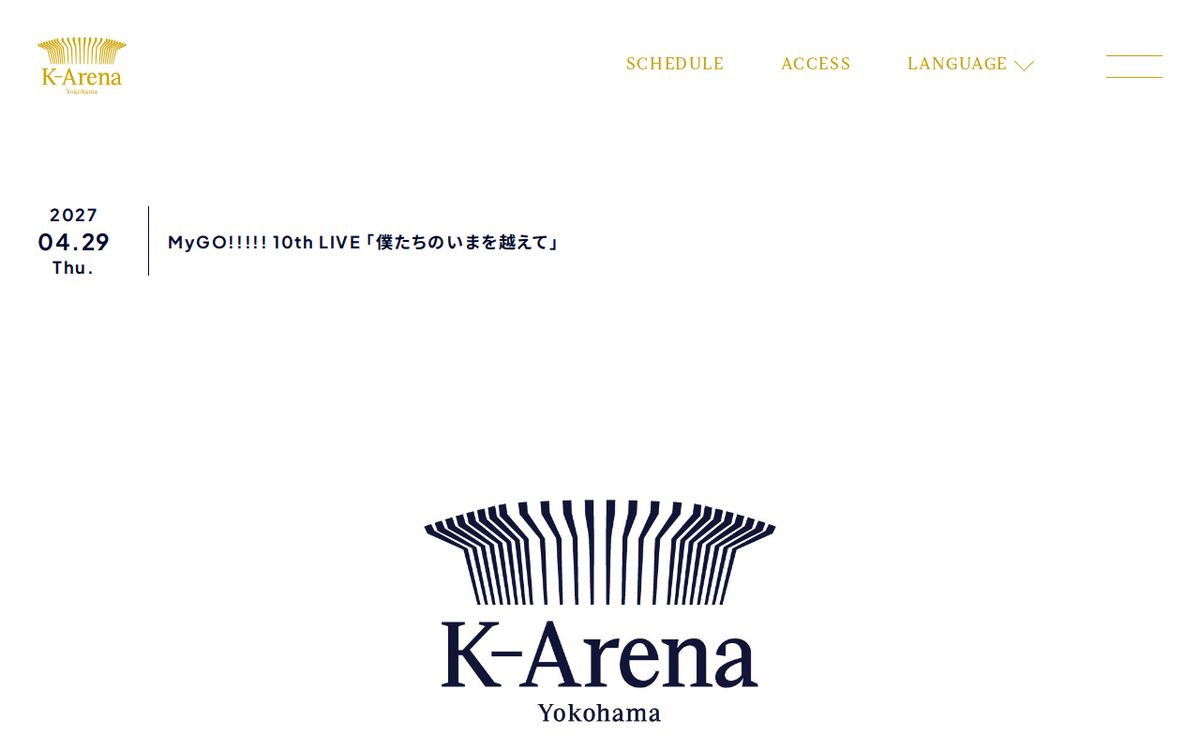 K-Arena
Yokohama
SCHEDULE
ACCESS
LANGUAGE
2027
04.29
Thu.
MyGO!!!!! 10th LIVE「僕たちのいまを越えて」
K-Arena
Yokohama